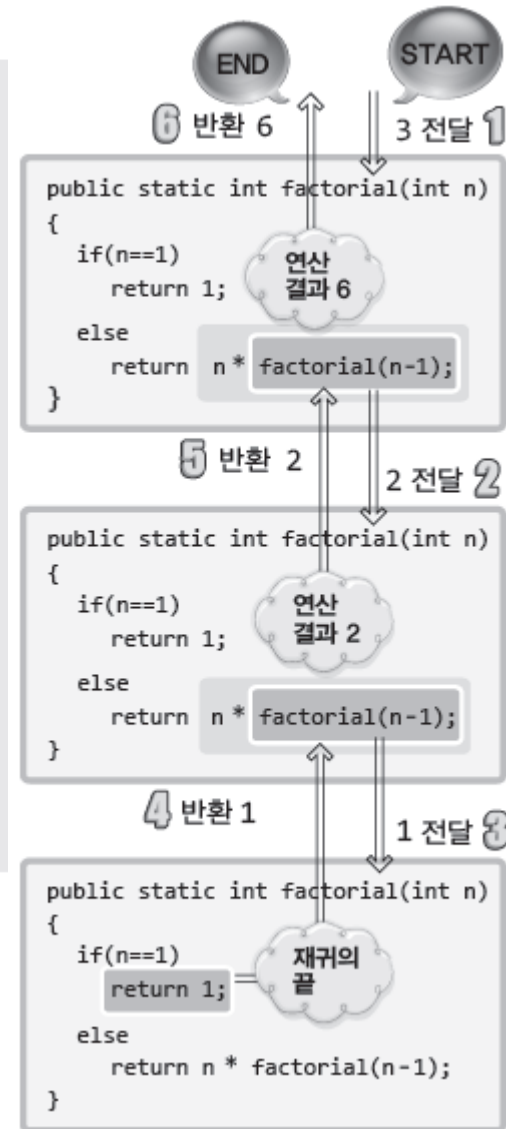 END
START
6 반환 6
3 전달 1
public static int factorial(int n)
{
if(n==1)
return 1;
연산
결과 6
else
return n * factorial(n-1);
}
5 반환 2
2 전달 2
public static int factorial(int n)
{
if(n==1)
return 1;
연산
결과 2
else
return n * factorial(n-1);
}
4 반환 1
1 전달 3
public static int factorial(int n)
{
if(n==1)
return 1;
재귀의
끝
else
return n * factorial(n-1);
}